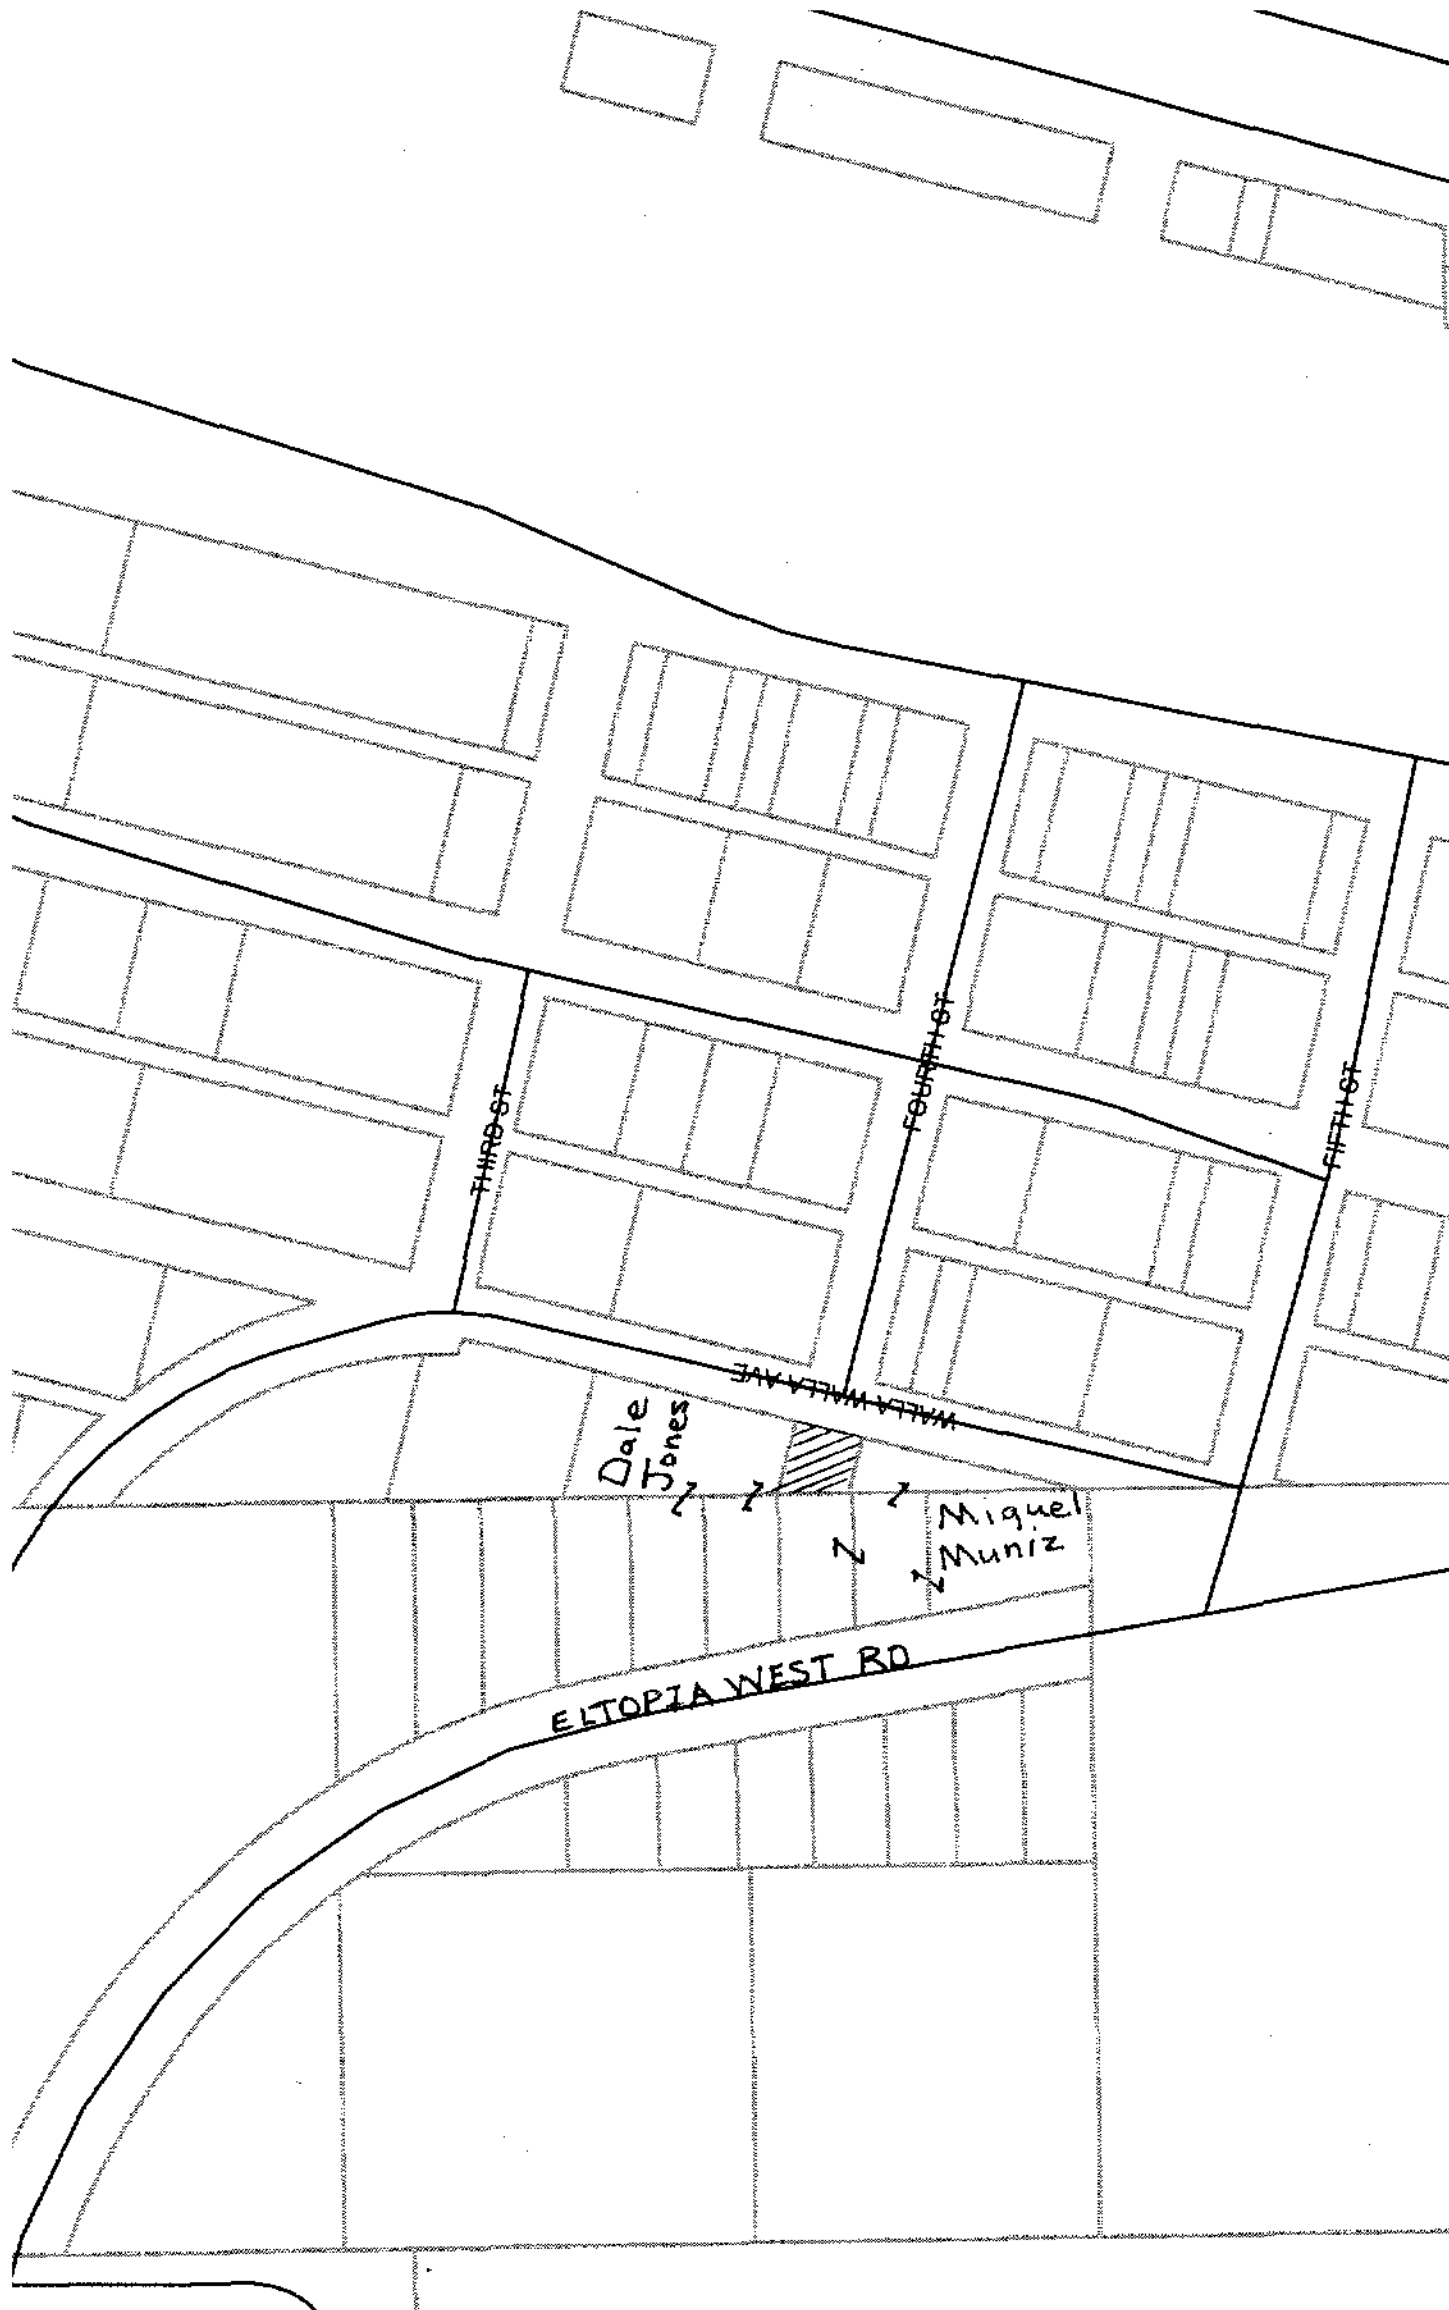 FOURTH ST
FIFTH ST
THIRD ST
WALLA WALLA AVE
Dale
Jones
Miguel
Muniz
ELTOPIA WEST RD